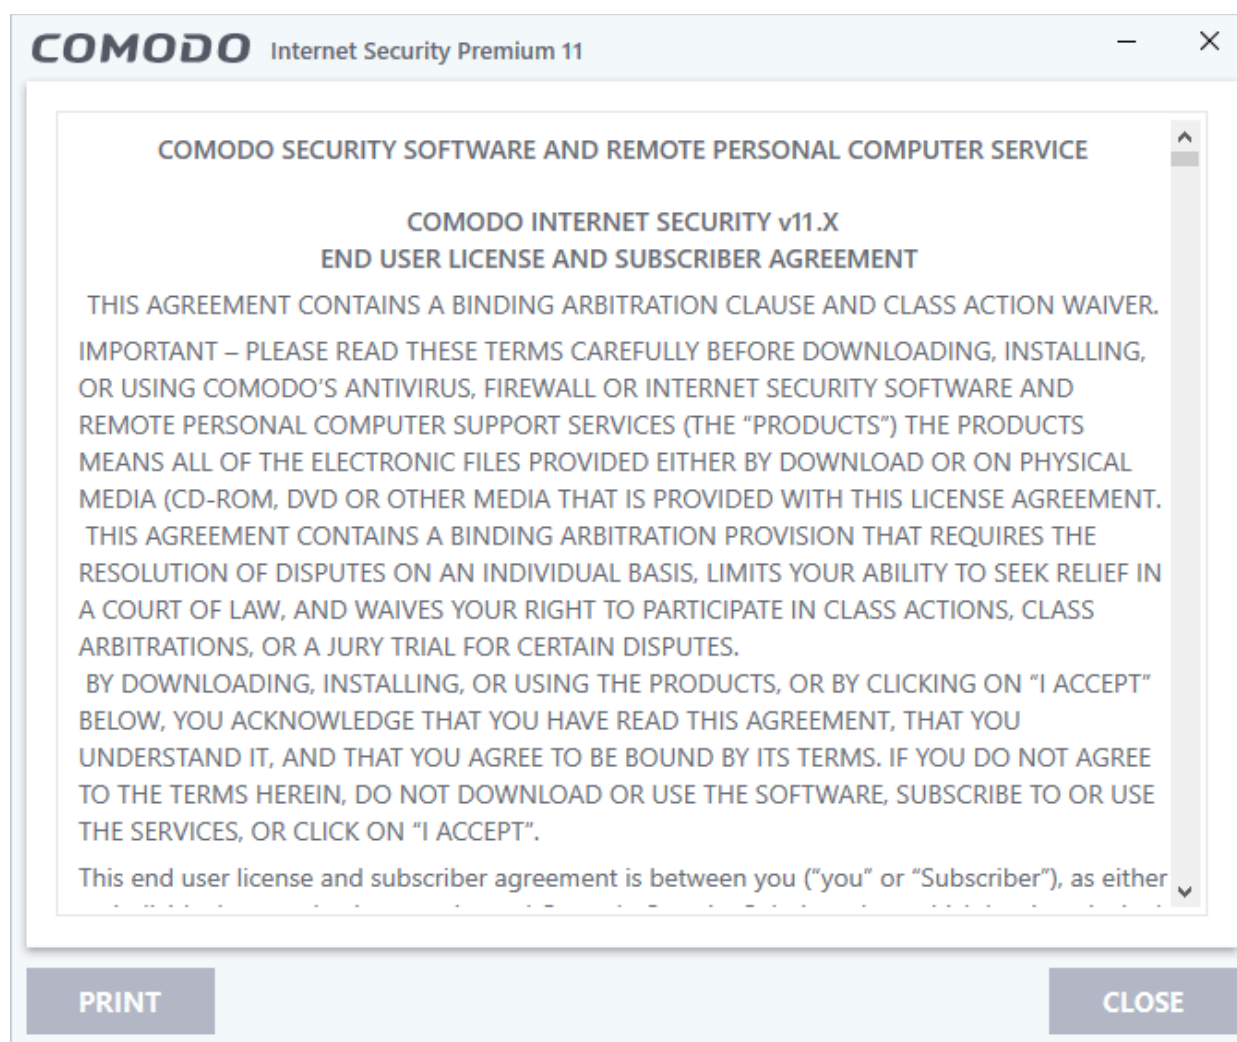 COMODO Internet Security Premium 11
COMODO SECURITY SOFTWARE AND REMOTE PERSONAL COMPUTER SERVICE
COMODO INTERNET SECURITY v11.X
END USER LICENSE AND SUBSCRIBER AGREEMENT
THIS AGREEMENT CONTAINS A BINDING ARBITRATION CLAUSE AND CLASS ACTION WAIVER.
IMPORTANT – PLEASE READ THESE TERMS CAREFULLY BEFORE DOWNLOADING, INSTALLING,
OR USING COMODO’S ANTIVIRUS, FIREWALL OR INTERNET SECURITY SOFTWARE AND
REMOTE PERSONAL COMPUTER SUPPORT SERVICES (THE “PRODUCTS”) THE PRODUCTS
MEANS ALL OF THE ELECTRONIC FILES PROVIDED EITHER BY DOWNLOAD OR ON PHYSICAL
MEDIA (CD-ROM, DVD OR OTHER MEDIA THAT IS PROVIDED WITH THIS LICENSE AGREEMENT.
THIS AGREEMENT CONTAINS A BINDING ARBITRATION PROVISION THAT REQUIRES THE
RESOLUTION OF DISPUTES ON AN INDIVIDUAL BASIS, LIMITS YOUR ABILITY TO SEEK RELIEF IN
A COURT OF LAW, AND WAIVES YOUR RIGHT TO PARTICIPATE IN CLASS ACTIONS, CLASS
ARBITRATIONS, OR A JURY TRIAL FOR CERTAIN DISPUTES.
BY DOWNLOADING, INSTALLING, OR USING THE PRODUCTS, OR BY CLICKING ON “I ACCEPT”
BELOW, YOU ACKNOWLEDGE THAT YOU HAVE READ THIS AGREEMENT, THAT YOU
UNDERSTAND IT, AND THAT YOU AGREE TO BE BOUND BY ITS TERMS. IF YOU DO NOT AGREE
TO THE TERMS HEREIN, DO NOT DOWNLOAD OR USE THE SOFTWARE, SUBSCRIBE TO OR USE
THE SERVICES, OR CLICK ON “I ACCEPT”.
This end user license and subscriber agreement is between you (“you” or “Subscriber”), as either
PRINT
CLOSE